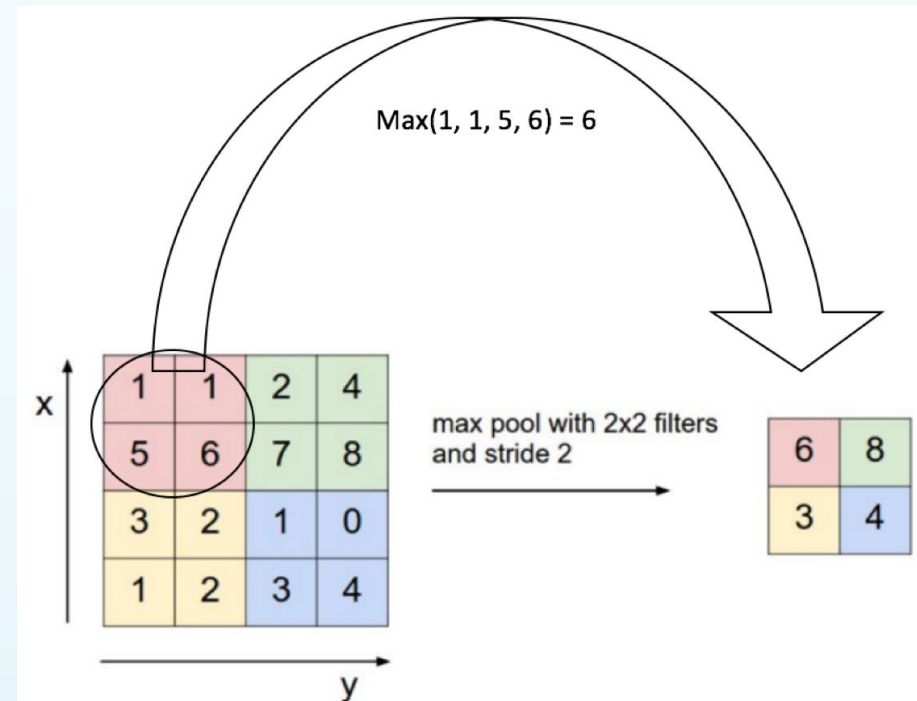 Max(1, 1, 5, 6) = 6
x
1 1 2 4
5 6 7 8
3 2 1 0
1 2 3 4
y
max pool with 2x2 filters
and stride 2
6 8
3 4